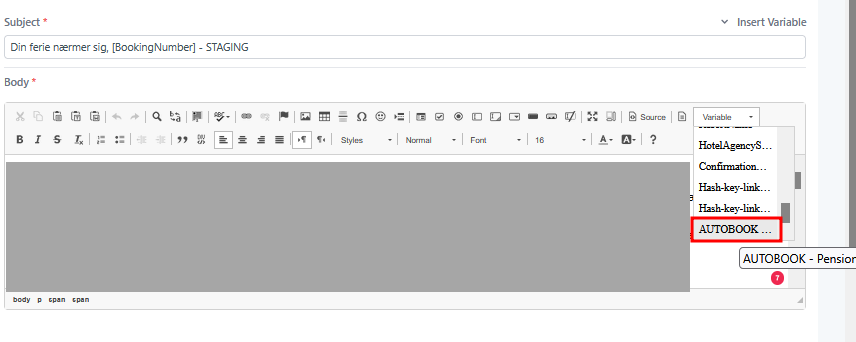 Subject *
Insert Variable
Din ferie nærmer sig, [BookingNumber] - STAGING
Body *
Source
Variable
B I S Tx
Styles
Normal
Font
16
A A ?
HotelAgencyS...
Confirmation...
Hash-key-link...
Hash-key-link...
AUTOBOOK ...
AUTOBOOK - Pension
7
body p span span